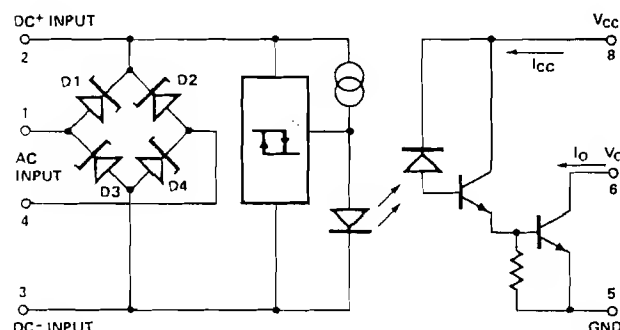 DC+ INPUT
2
D1
D2
1
AC
INPUT
D3
D4
4
3
DC- INPUT
VCC
8
ICC
IO
VO
6
5
GND